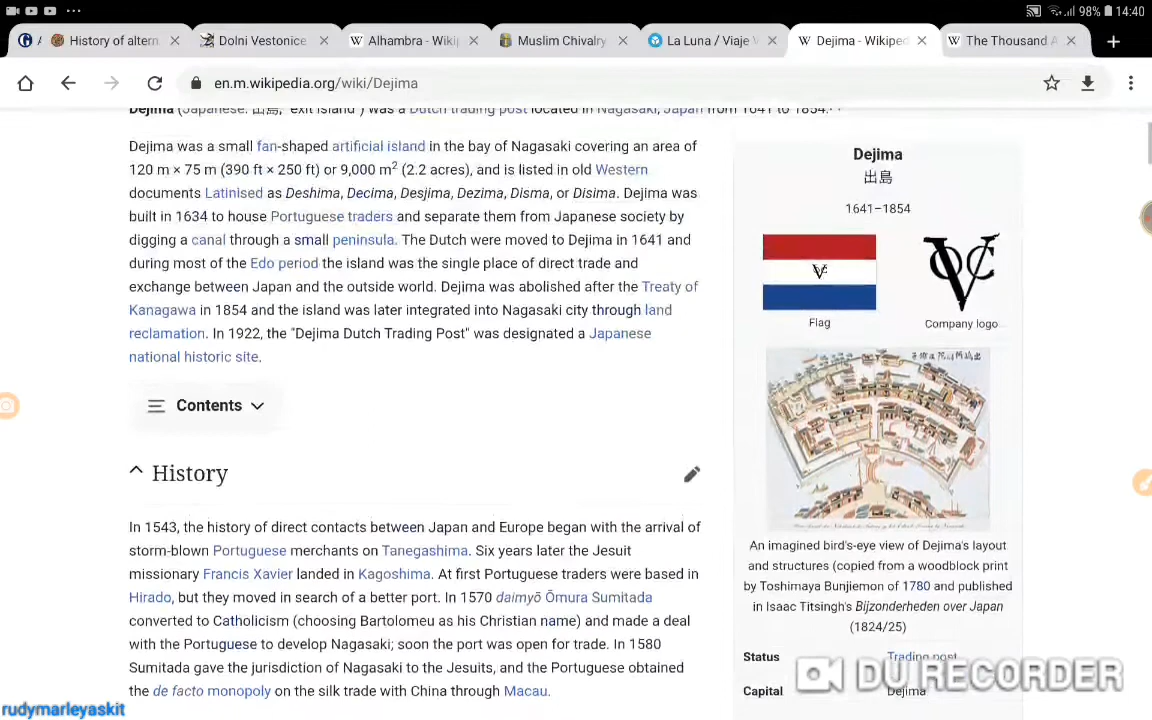 98% 14:40
History of altern
Dolni Vestonice
Alhambra - Wiki
Muslim Chivalry
La Luna / Viaje
Dejima - Wikiped
The Thousand A
en.m.wikipedia.org/wiki/Dejima
Dejima (Japanese: 出島, "exit island") was a Dutch trading post located in Nagasaki, Japan from 1641 to 1854.
Dejima was a small fan-shaped artificial island in the bay of Nagasaki covering an area of
120 m × 75 m (390 ft × 250 ft) or 9,000 m2 (2.2 acres), and is listed in old Western
documents Latinised as Deshima, Decima, Desjima, Dezima, Disma, or Disima. Dejima was
built in 1634 to house Portuguese traders and separate them from Japanese society by
digging a canal through a small peninsula. The Dutch were moved to Dejima in 1641 and
during most of the Edo period the island was the single place of direct trade and
exchange between Japan and the outside world. Dejima was abolished after the Treaty of
Kanagawa in 1854 and the island was later integrated into Nagasaki city through land
reclamation. In 1922, the "Dejima Dutch Trading Post" was designated a Japanese
national historic site.
Contents
History
In 1543, the history of direct contacts between Japan and Europe began with the arrival of
storm-blown Portuguese merchants on Tanegashima. Six years later the Jesuit
missionary Francis Xavier landed in Kagoshima. At first Portuguese traders were based in
Hirado, but they moved in search of a better port. In 1570 daimyō Ōmura Sumitada
converted to Catholicism (choosing Bartolomeu as his Christian name) and made a deal
with the Portuguese to develop Nagasaki; soon the port was open for trade. In 1580
Sumitada gave the jurisdiction of Nagasaki to the Jesuits, and the Portuguese obtained
the de facto monopoly on the silk trade with China through Macau.
Dejima
出島
1641–1854
VOC
VOC
Flag
Company logo
An imagined bird's-eye view of Dejima's layout
and structures (copied from a woodblock print
by Toshimaya Bunjiemon of 1780 and published
in Isaac Titsingh's Bijzonderheden over Japan
(1824/25)
Status Trading post
Capital Dejima
DU RECORDER
rudymarleyaskit